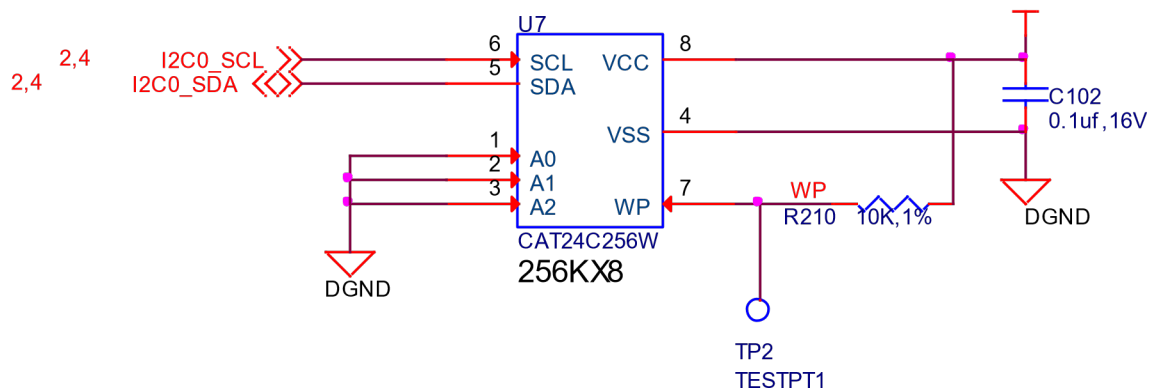 U7
2,4
I2C0_SCL
6
SCL
VCC
8
2,4
I2C0_SDA
5
SDA
C102
0.1uf,16V
VSS
4
1
A0
2
A1
3
A2
WP
7
WP
R210
10K,1%
DGND
CAT24C256W
256KX8
DGND
TP2
TESTPT1